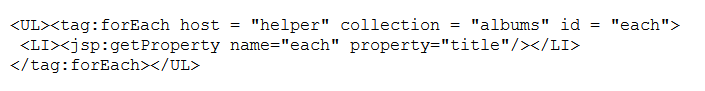 <UL><tag:forEach host = "helper" collection = "albums" id = "each">
 <LI><jsp:getProperty name="each" property="title"/></LI>
</tag:forEach></UL>